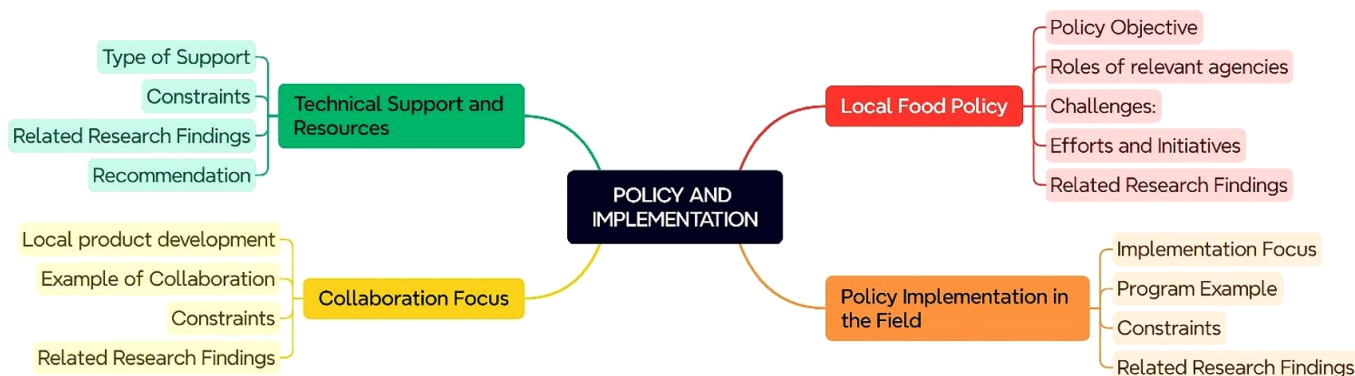 POLICY AND
IMPLEMENTATION
Technical Support and
Resources
Type of Support
Constraints
Related Research Findings
Recommendation
Collaboration Focus
Local product development
Example of Collaboration
Constraints
Related Research Findings
Local Food Policy
Policy Objective
Roles of relevant agencies
Challenges:
Efforts and Initiatives
Related Research Findings
Policy Implementation in
the Field
Implementation Focus
Program Example
Constraints
Related Research Findings